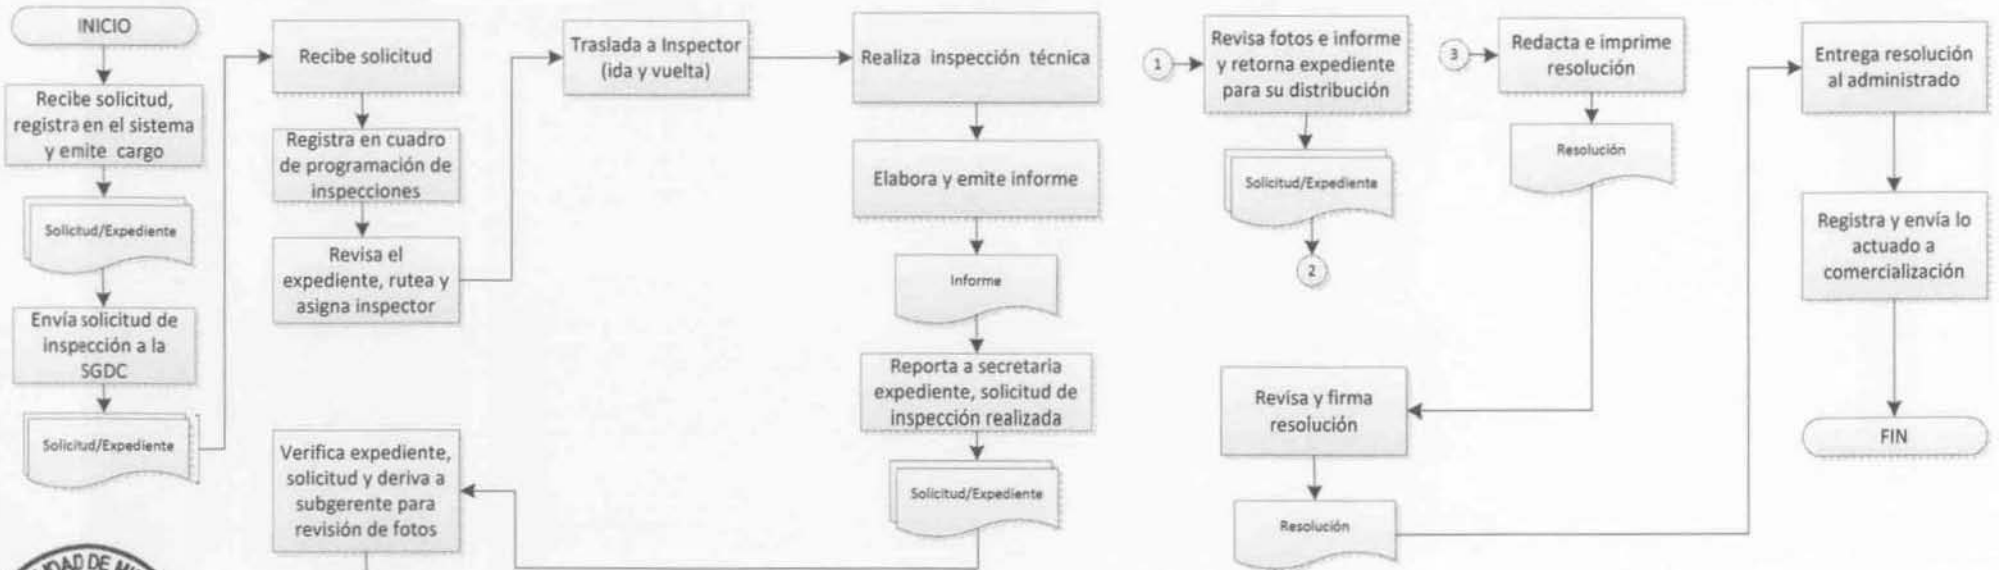 INICIO
Recibe solicitud,
registra en el sistema
y emite cargo
Solicitud/Expediente
Envía solicitud de
inspección a la
SGDC
Solicitud/Expediente
Recibe solicitud
Registra en cuadro
de programación de
inspecciones
Revisa el
expediente, rutea y
asigna inspector
Verifica expediente,
solicitud y deriva a
subgerente para
revisión de fotos
Traslada a Inspector
(ida y vuelta)
Realiza inspección técnica
Elabora y emite informe
Informe
Reporta a secretaria
expediente, solicitud de
inspección realizada
Solicitud/Expediente
1
Revisa fotos e informe
y retorna expediente
para su distribución
Solicitud/Expediente
2
3
Redacta e imprime
resolución
Resolución
Revisa y firma
resolución
Resolución
Entrega resolución
al administrado
Registra y envía lo
actuado a
comercialización
FIN